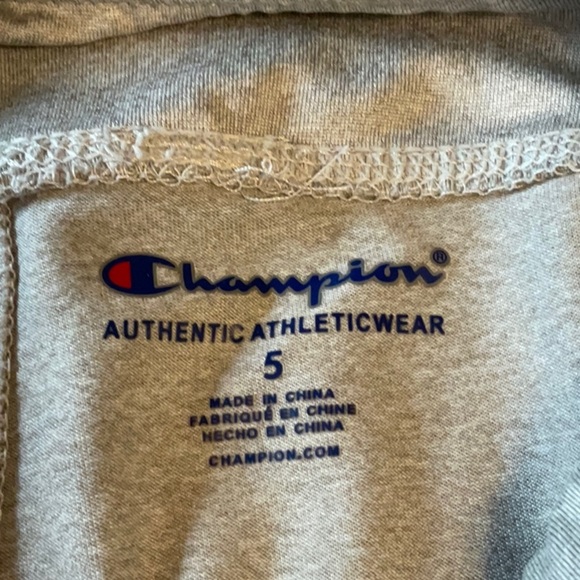 Champion®
AUTHENTIC ATHLETICWEAR
5
MADE IN CHINA
FABRIQUÉ EN CHINE
HECHO EN CHINA
CHAMPION.COM